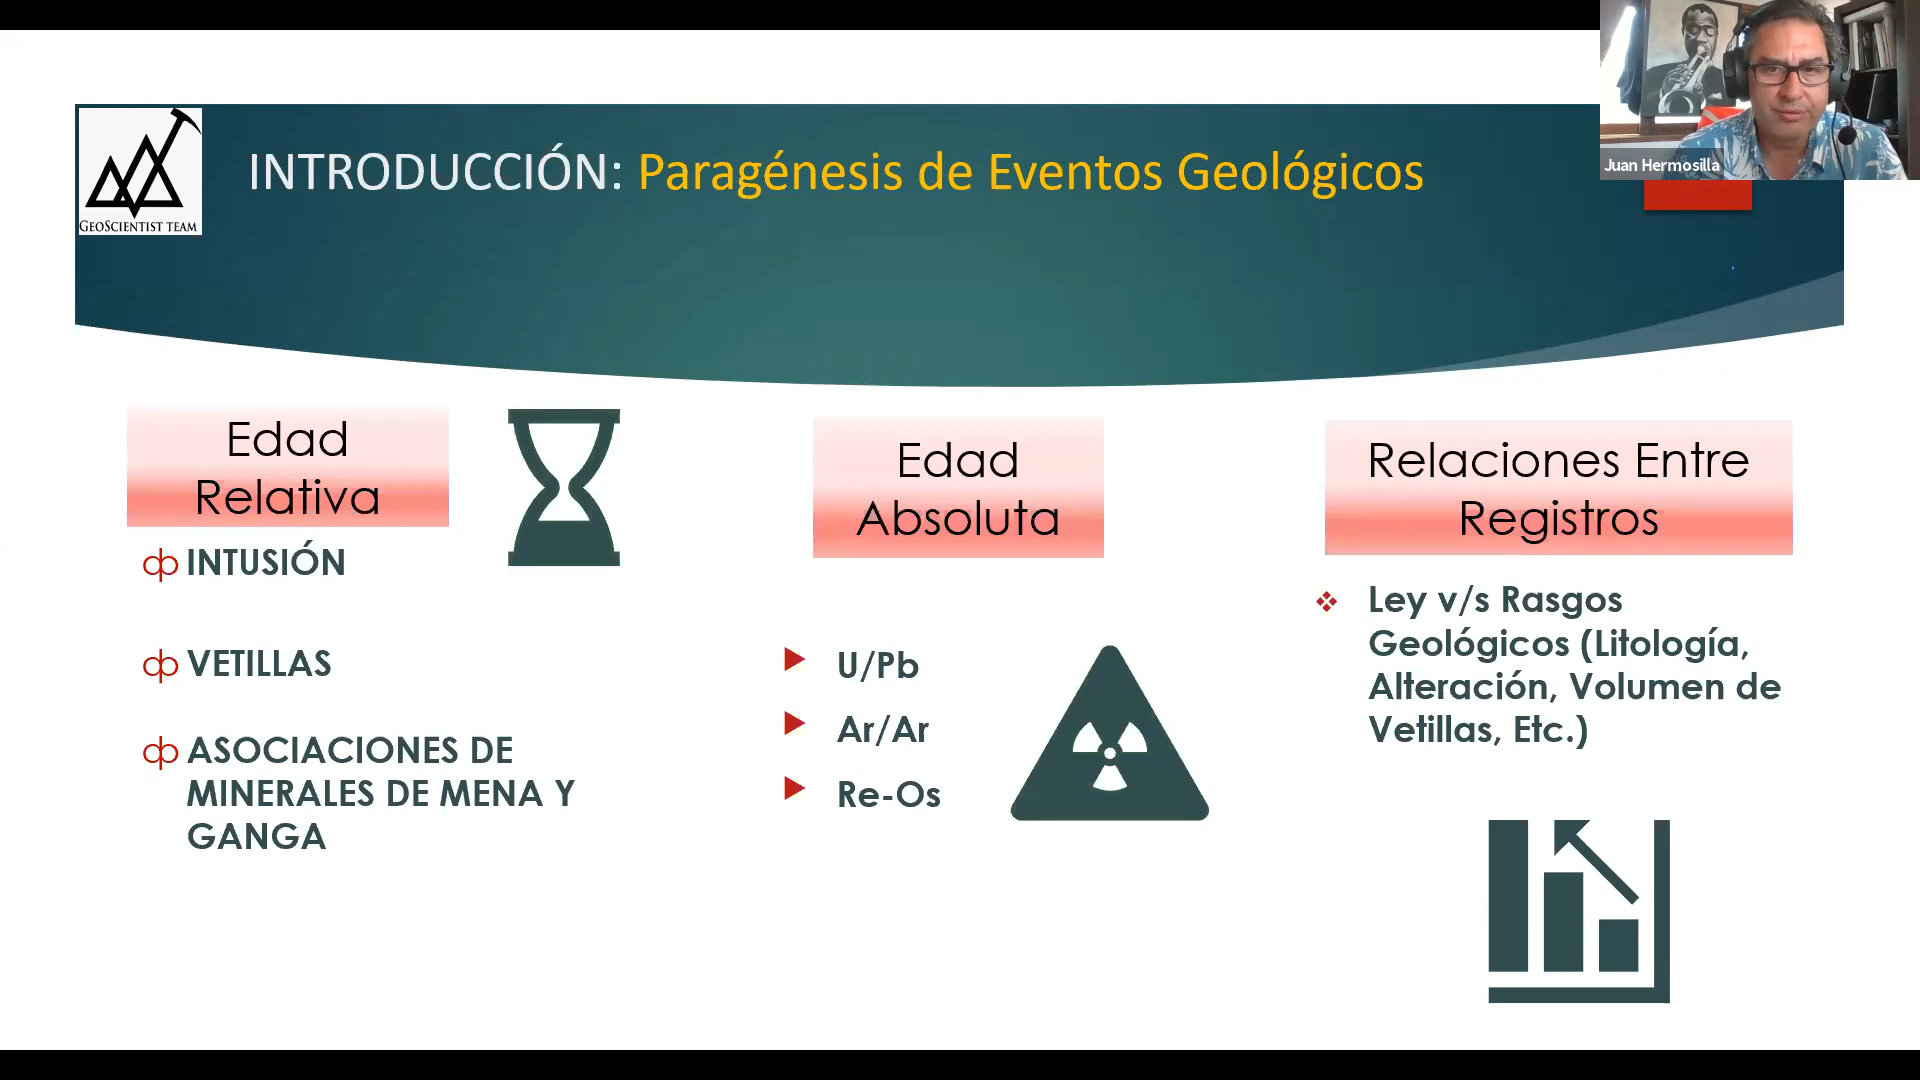 GEOSCIENTIST TEAM
INTRODUCCIÓN: Paragénesis de Eventos Geológicos
Juan Hermosilla
Edad
Relativa
INTUSIÓN
VETILLAS
ASOCIACIONES DE
MINERALES DE MENA Y
GANGA
Edad
Absoluta
U/Pb
Ar/Ar
Re-Os
Relaciones Entre
Registros
Ley v/s Rasgos
Geológicos (Litología,
Alteración, Volumen de
Vetillas, Etc.)